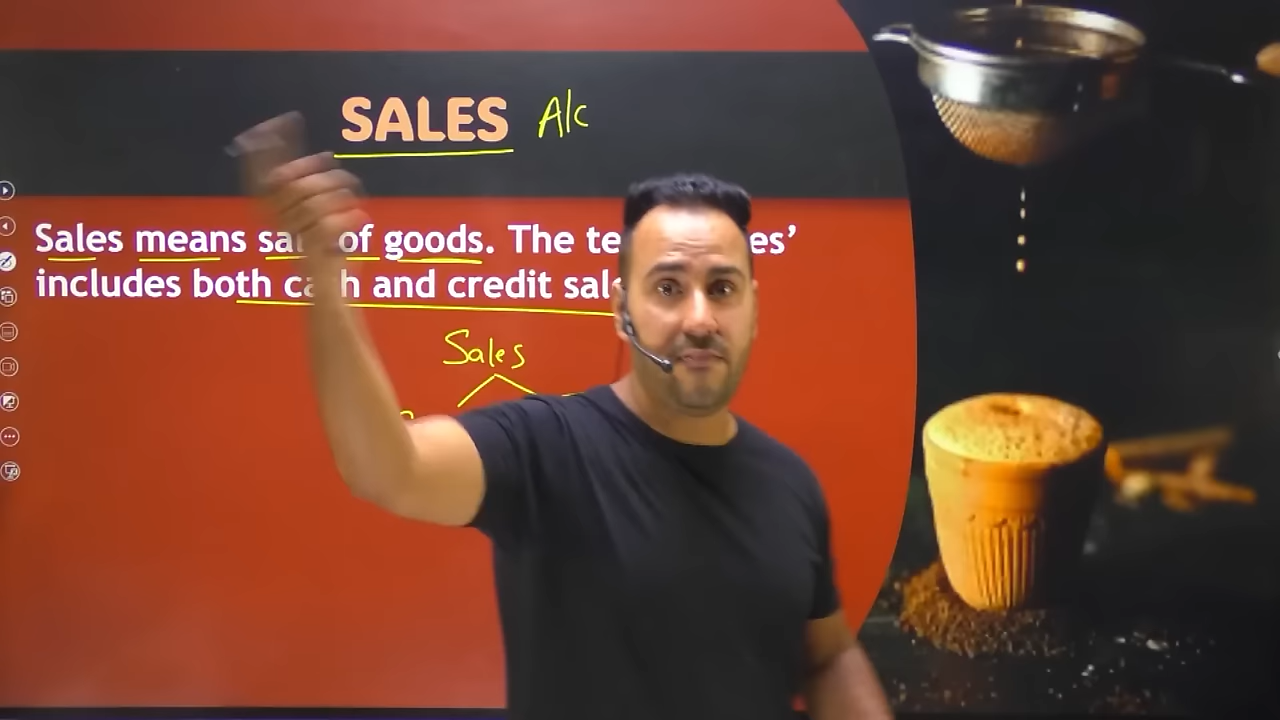 SALES A/c
Sales means of goods. The
includes both and credit
Sales